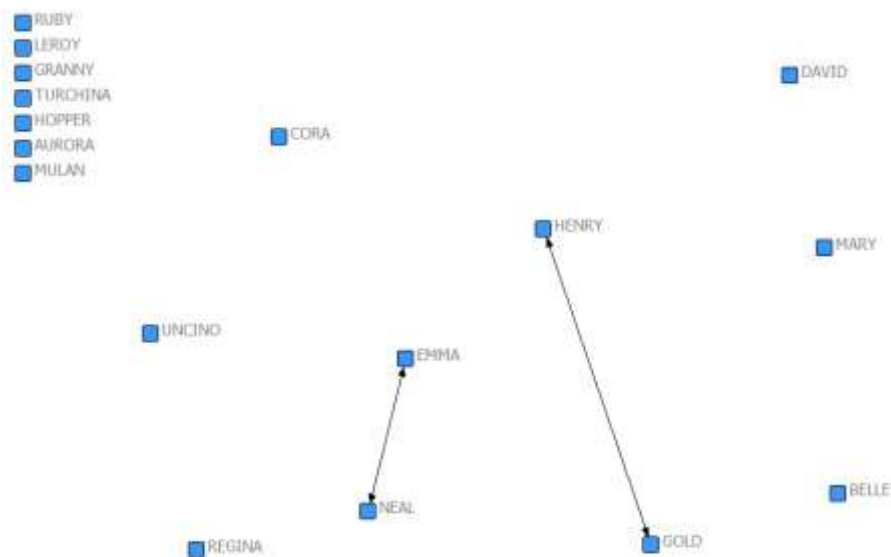 RUBY
LEROY
GRANNY
TURCHINA
HOPPER
AURORA
MULAN
DAVID
CORA
HENRY
MARY
UNCINO
EMMA
BELLE
NEAL
GOLD
REGINA